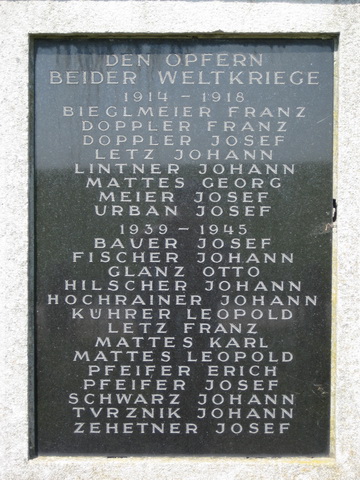 DEN OPFERN
BEIDER WELTKRIEGE
1914 – 1918
BIEGLMEIER FRANZ
DOPPLER FRANZ
DOPPLER JOSEF
LETZ JOHANN
LINTNER JOHANN
MATTES GEORG
MEIER JOSEF
URBAN JOSEF
1939 – 1945
BAUER JOSEF
FISCHER JOHANN
GLANZ OTTO
HILSCHER JOHANN
HOCHRAINER JOHANN
KÜHRER LEOPOLD
LETZ FRANZ
MATTES KARL
MATTES LEOPOLD
PFEIFER ERICH
PFEIFER JOSEF
SCHWARZ JOHANN
TVRZNIK JOHANN
ZEHETNER JOSEF